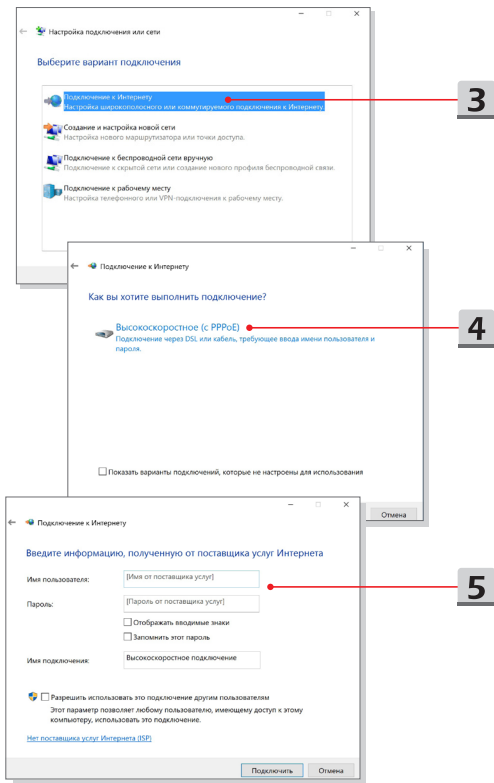 Настройка подключения или сети
Выберите вариант подключения
Подключение к Интернету
Настройка широкополосного или коммутируемого подключения к Интернету.
3
Создание и настройка новой сети
Настройка нового маршрутизатора или точки доступа.
Подключение к беспроводной сети вручную
Подключение к скрытой сети или создание нового профиля беспроводной связи.
Подключение к рабочему месту
Настройка телефонного или VPN-подключения к рабочему месту.
Подключение к Интернету
Как вы хотите выполнить подключение?
Высокоскоростное (с PPPoE)
4
Подключение через DSL или кабель, требующее ввода имени пользователя и
пароля.
Показать варианты подключений, которые не настроены для использования
Отмена
Подключение к Интернету
Введите информацию, полученную от поставщика услуг Интернета
Имя пользователя:
[Имя от поставщика услуг]
5
Пароль:
[Пароль от поставщика услуг]
Отображать вводимые знаки
Запомнить этот пароль
Имя подключения:
Высокоскоростное подключение
Разрешить использовать это подключение другим пользователям
Этот параметр позволяет любому пользователю, имеющему доступ к этому
компьютеру, использовать это подключение.
Нет поставщика услуг Интернета (ISP)
Подключить
Отмена